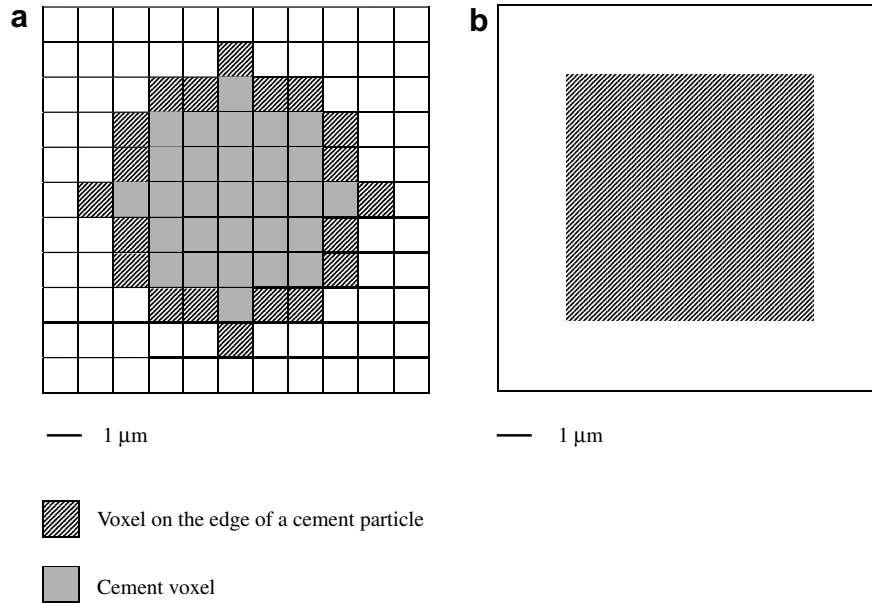 a
b
1 μm
1 μm
Voxel on the edge of a cement particle
Cement voxel